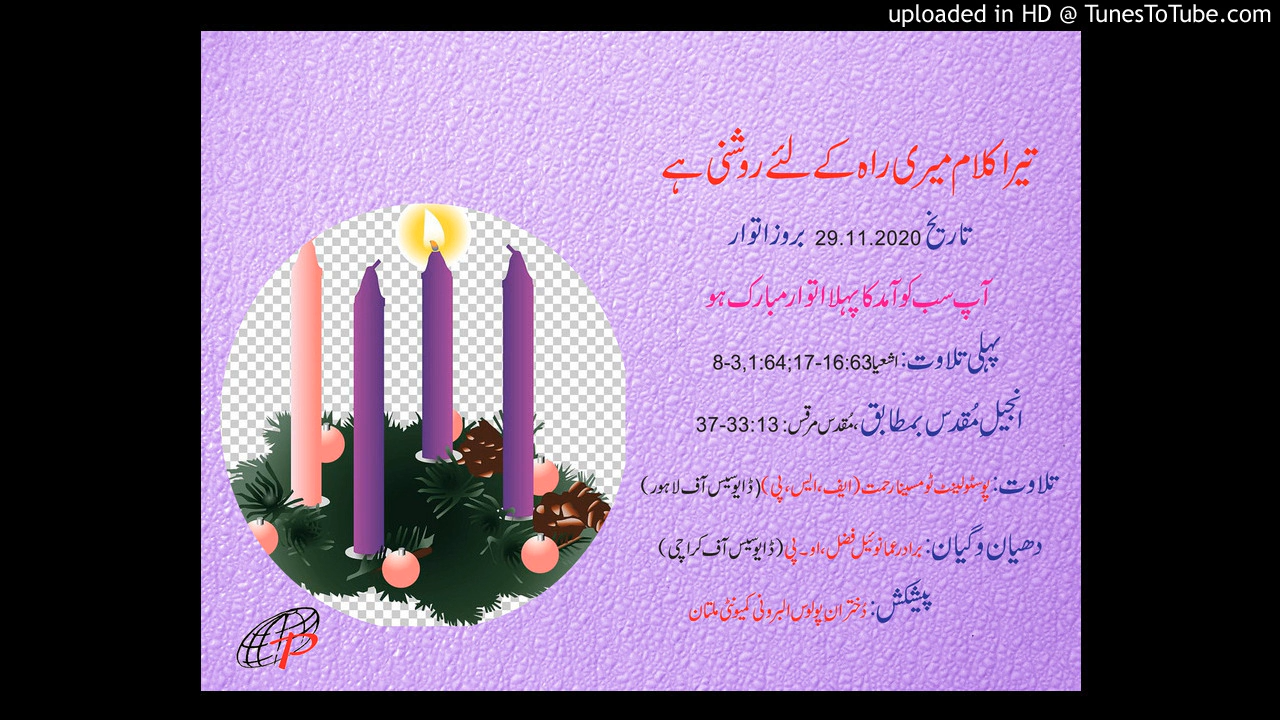 uploaded in HD @ TunesToTube.com
تیرا کلام میری راہ کے لئے روشنی ہے
تاریخ 29.11.2020 بروز اتوار
آپ سب کو آمد کا پہلا اتوار مبارک ہو
پہلی تلاوت: اشعیا 16:63-17;1:64,3-8
انجیلِ مُقدس بمطابق، مُقدس مرقس: 33:13-37
تلاوت: پوسٹولینٹ ٹومسینا رحمت (ایف، ایس، پی) (ڈایوسیس آف لاہور)
دھیان و گیان: برادر عمانوئیل فضل، او۔ پی (ڈایوسیس آف کراچی)
پیشکش: دُخترانِ پولوس البرونی کمیونٹی ملتان
P